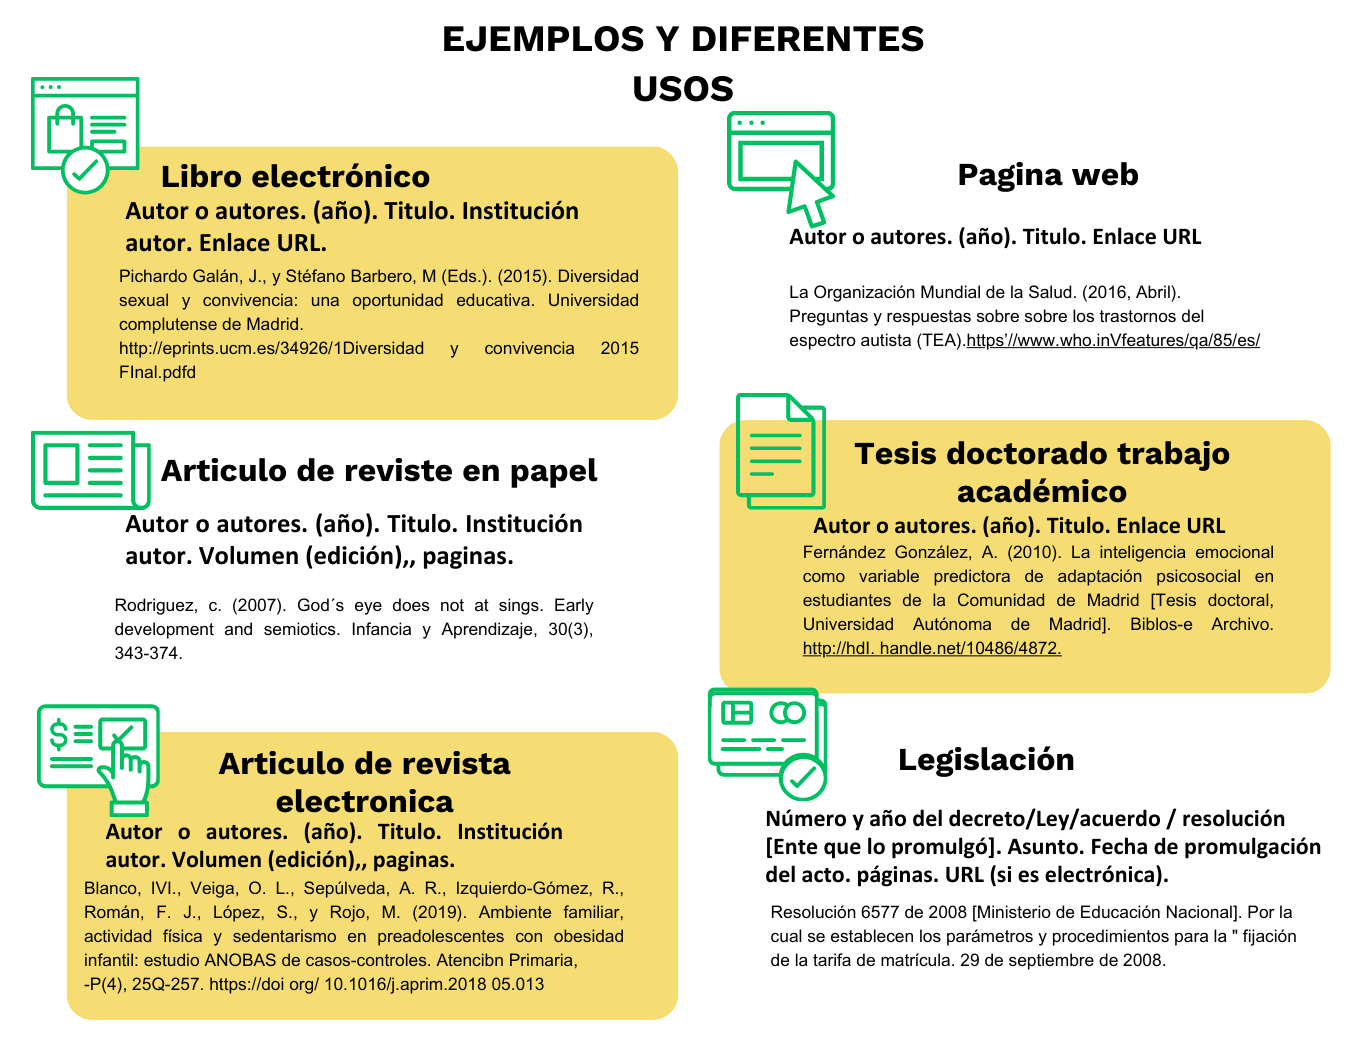 EJEMPLOS Y DIFERENTES
USOS
Libro electrónico
Autor o autores. (año). Titulo. Institución
autor. Enlace URL.
Pichardo Galán, J., y Stéfano Barbero, M (Eds.). (2015). Diversidad
sexual y convivencia: una oportunidad educativa. Universidad
complutense de Madrid.
http://eprints.ucm.es/34926/1Diversidad y convivencia 2015
FInal.pdfd
Articulo de reviste en papel
Autor o autores. (año). Titulo. Institución
autor. Volumen (edición),, paginas.
Rodriguez, c. (2007). God´s eye does not at sings. Early
development and semiotics. Infancia y Aprendizaje, 30(3),
343-374.
Articulo de revista
electronica
Autor o autores. (año). Titulo. Institución
autor. Volumen (edición),, paginas.
Blanco, IVI., Veiga, O. L., Sepúlveda, A. R., Izquierdo-Gómez, R.,
Román, F. J., López, S., y Rojo, M. (2019). Ambiente familiar,
actividad física y sedentarismo en preadolescentes con obesidad
infantil: estudio ANOBAS de casos-controles. Atencibn Primaria,
-P(4), 25Q-257. https://doi org/ 10.1016/j.aprim.2018 05.013
Pagina web
Autor o autores. (año). Titulo. Enlace URL
La Organización Mundial de la Salud. (2016, Abril).
Preguntas y respuestas sobre sobre los trastornos del
espectro autista (TEA).https’//www.who.inVfeatures/qa/85/es/
Tesis doctorado trabajo
académico
Autor o autores. (año). Titulo. Enlace URL
Fernández González, A. (2010). La inteligencia emocional
como variable predictora de adaptación psicosocial en
estudiantes de la Comunidad de Madrid [Tesis doctoral,
Universidad Autónoma de Madrid]. Biblos-e Archivo.
http://hdI. handle.net/10486/4872.
Legislación
Número y año del decreto/Ley/acuerdo / resolución
[Ente que lo promulgó]. Asunto. Fecha de promulgación
del acto. páginas. URL (si es electrónica).
Resolución 6577 de 2008 [Ministerio de Educación Nacional]. Por la
cual se establecen los parámetros y procedimientos para la " fijación
de la tarifa de matrícula. 29 de septiembre de 2008.